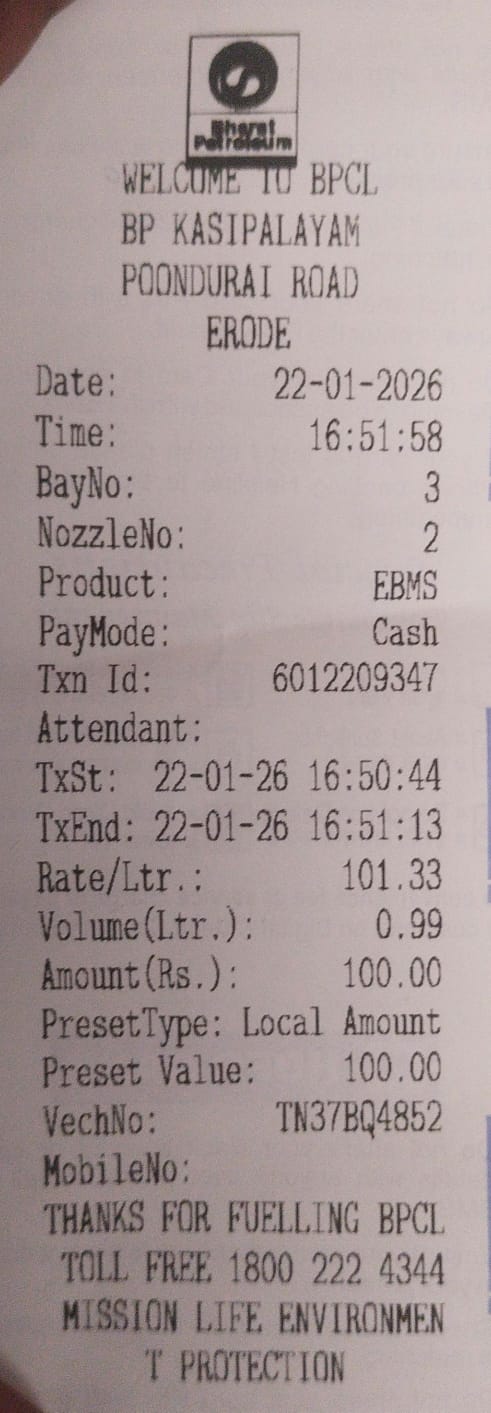 Bharat
Petroleum
WELCOME TO BPCL
BP KASIPALAYAM
POONDURAI ROAD
ERODE
Date: 22-01-2026
Time: 16:51:58
BayNo: 3
NozzleNo: 2
Product: EBMS
PayMode: Cash
Txn Id: 6012209347
Attendant:
TxSt: 22-01-26 16:50:44
TxEnd: 22-01-26 16:51:13
Rate/Ltr.: 101.33
Volume(Ltr.): 0.99
Amount(Rs.): 100.00
PresetType: Local Amount
Preset Value: 100.00
VechNo: TN37BQ4852
MobileNo:
THANKS FOR FUELLING BPCL
TOLL FREE 1800 222 4344
MISSION LIFE ENVIRONMEN
T PROTECTION